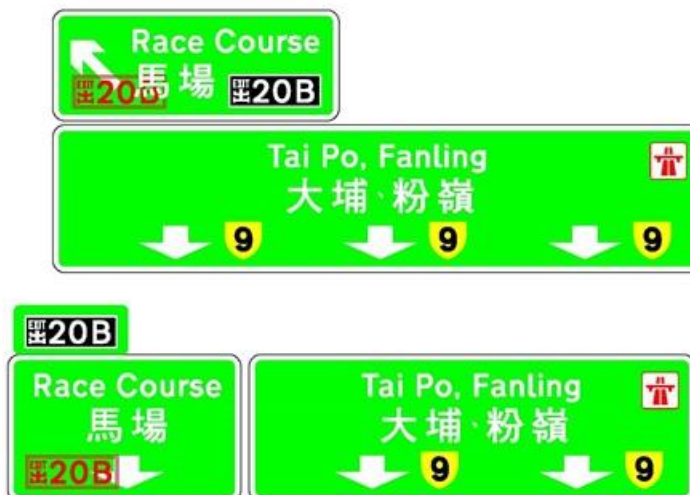 Race Course
EXIT 出 20B 馬場 EXIT 出 20B
Tai Po, Fanling
大埔、粉嶺
9 9 9
EXIT 出 20B
Race Course
馬場
EXIT 出 20B
Tai Po, Fanling
大埔、粉嶺
9 9